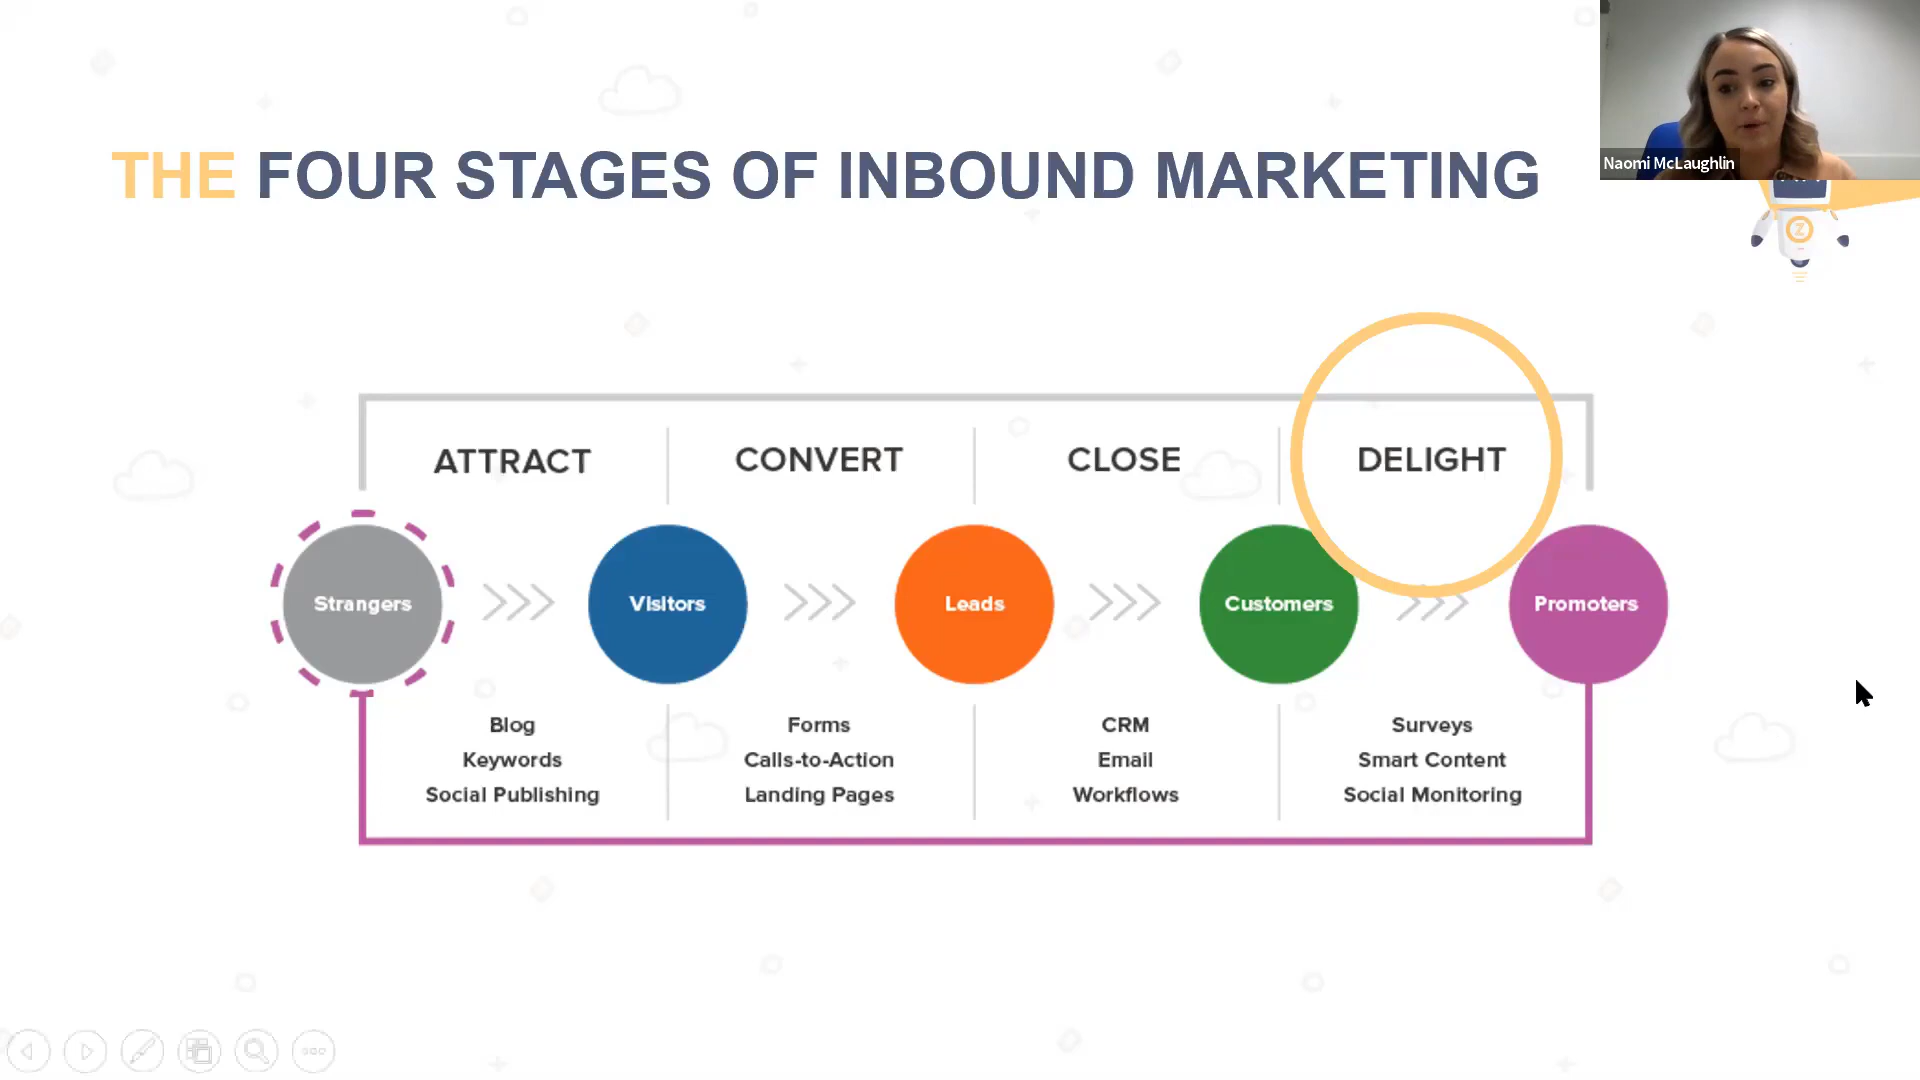 THE FOUR STAGES OF INBOUND MARKETING
Naomi McLaughlin
Z
ATTRACT CONVERT CLOSE DELIGHT
Strangers Visitors Leads Customers Promoters
Blog Forms CRM Surveys
Keywords Calls-to-Action Email Smart Content
Social Publishing Landing Pages Workflows Social Monitoring